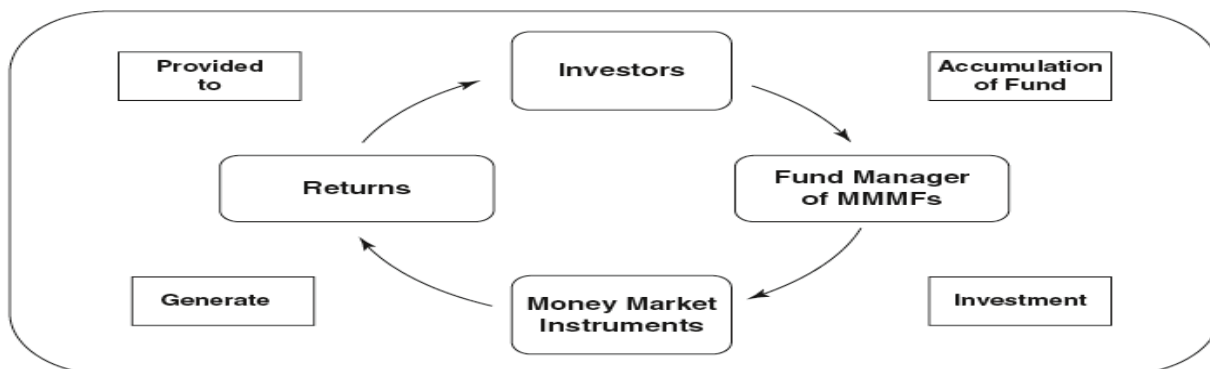 Provided
to
Investors
Accumulation
of Fund
Returns
Fund Manager
of MMMFs
Generate
Money Market
Instruments
Investment